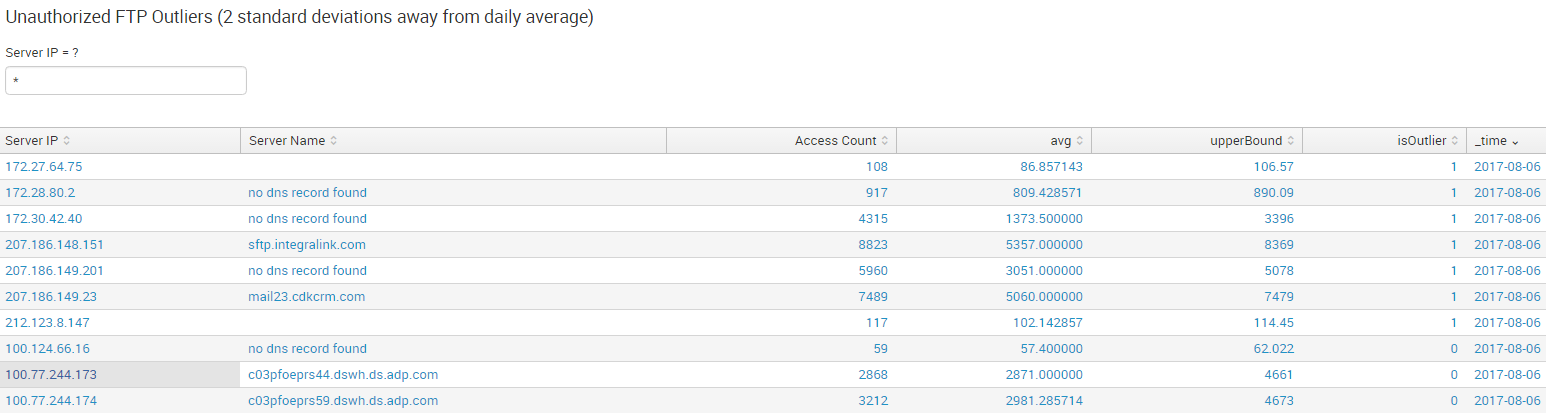 Unauthorized FTP Outliers (2 standard deviations away from daily average)
Server IP = ?
*
Server IP Server Name Access Count avg upperBound isOutlier _time
172.27.64.75 108 86.857143 106.57 1 2017-08-06
172.28.80.2 no dns record found 917 809.428571 890.09 1 2017-08-06
172.30.42.40 no dns record found 4315 1373.500000 3396 1 2017-08-06
207.186.148.151 sftp.integralink.com 8823 5357.000000 8369 1 2017-08-06
207.186.149.201 no dns record found 5960 3051.000000 5078 1 2017-08-06
207.186.149.23 mail23.cdkcrm.com 7489 5060.000000 7479 1 2017-08-06
212.123.8.147 117 102.142857 114.45 1 2017-08-06
100.124.66.16 no dns record found 59 57.400000 62.022 0 2017-08-06
100.77.244.173 c03pfoeprs44.dswh.ds.adp.com 2868 2871.000000 4661 0 2017-08-06
100.77.244.174 c03pfoeprs59.dswh.ds.adp.com 3212 2981.285714 4673 0 2017-08-06